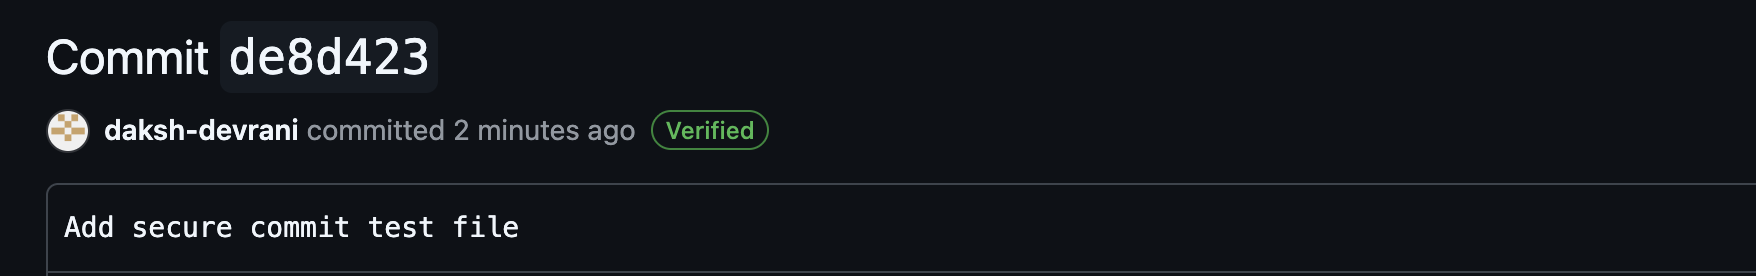 Commit de8d423
daksh-devrani committed 2 minutes ago Verified
Add secure commit test file